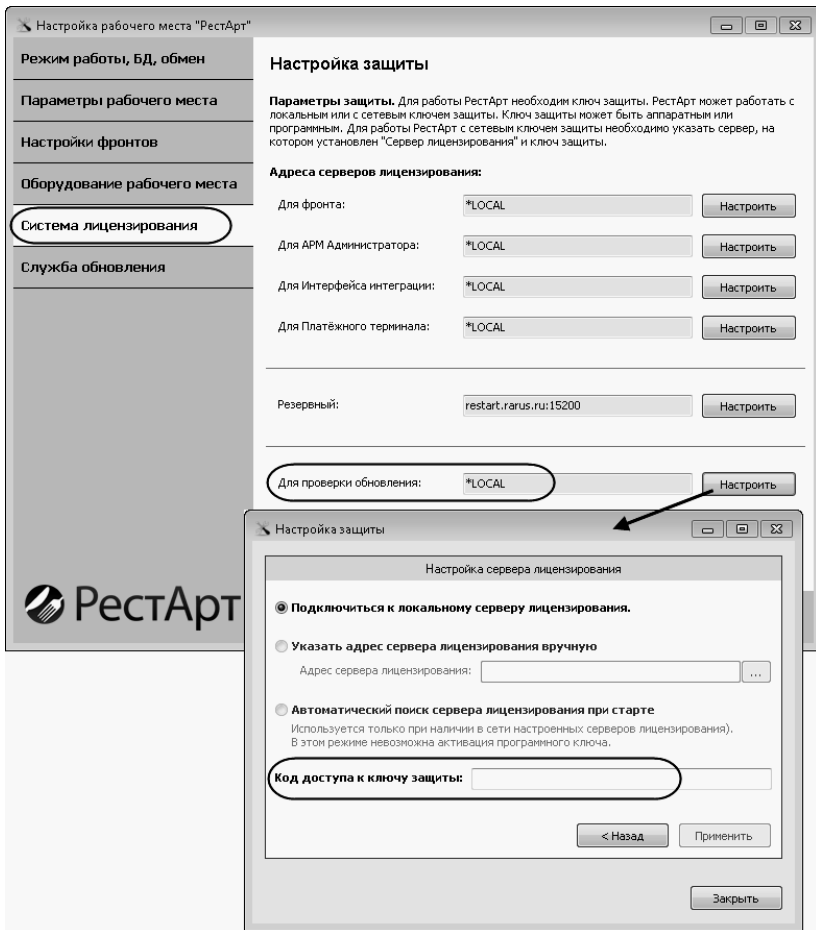 Настройка рабочего места "РестАрт"
Режим работы, БД, обмен
Параметры рабочего места
Настройки фронтов
Оборудование рабочего места
Система лицензирования
Служба обновления
РестАрт
Настройка защиты
Параметры защиты. Для работы РестАрт необходим ключ защиты. РестАрт может работать с
локальным или с сетевым ключем защиты. Ключ защиты может быть аппаратным или
программным. Для работы РестАрт с сетевым ключем защиты необходимо указать сервер, на
котором установлен "Сервер лицензирования" и ключ защиты.
Адреса серверов лицензирования:
Для фронта: *LOCAL Настроить
Для АРМ Администратора: *LOCAL Настроить
Для Интерфейса интеграции: *LOCAL Настроить
Для Платёжного терминала: *LOCAL Настроить
Резервный: restart.rarus.ru:15200 Настроить
Для проверки обновления: *LOCAL Настроить
Настройка защиты
Настройка сервера лицензирования
Подключиться к локальному серверу лицензирования.
Указать адрес сервера лицензирования вручную
Адрес сервера лицензирования: ...
Автоматический поиск сервера лицензирования при старте
Используется только при наличии в сети настроенных серверов лицензирования).
В этом режиме невозможна активация программного ключа.
Код доступа к ключу защиты:
< Назад Применить
Закрыть